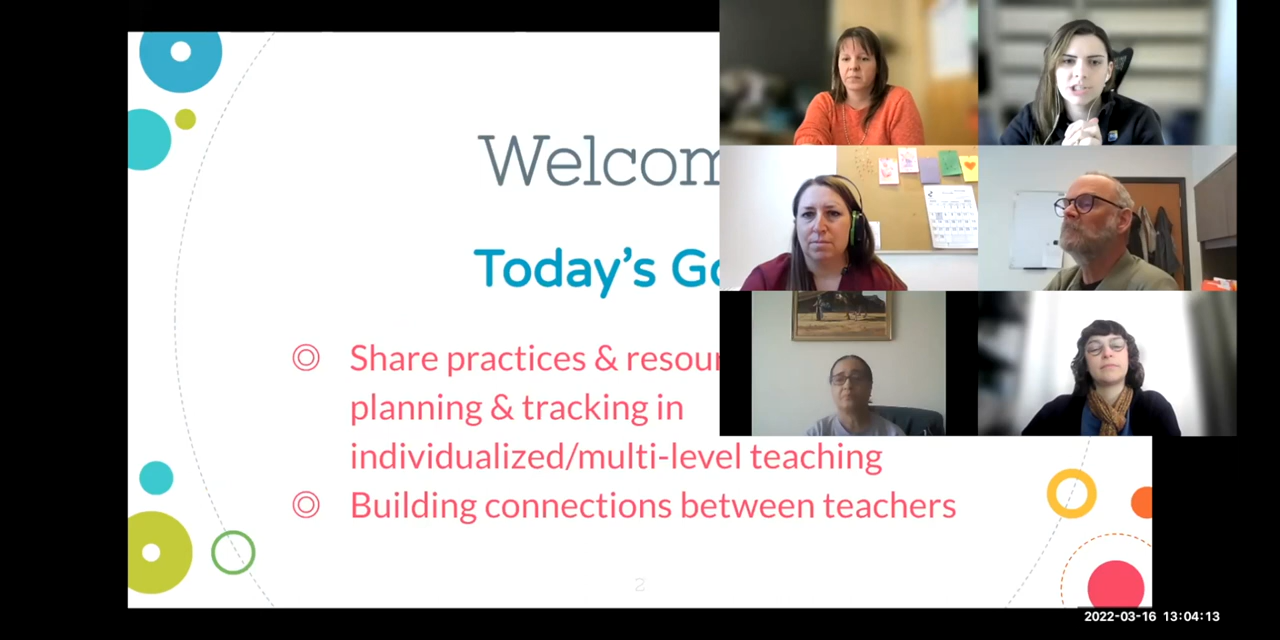 Welcom
Today's Go
Share practices & resour
planning & tracking in
individualized/multi-level teaching
Building connections between teachers
2
2022-03-16 13:04:13